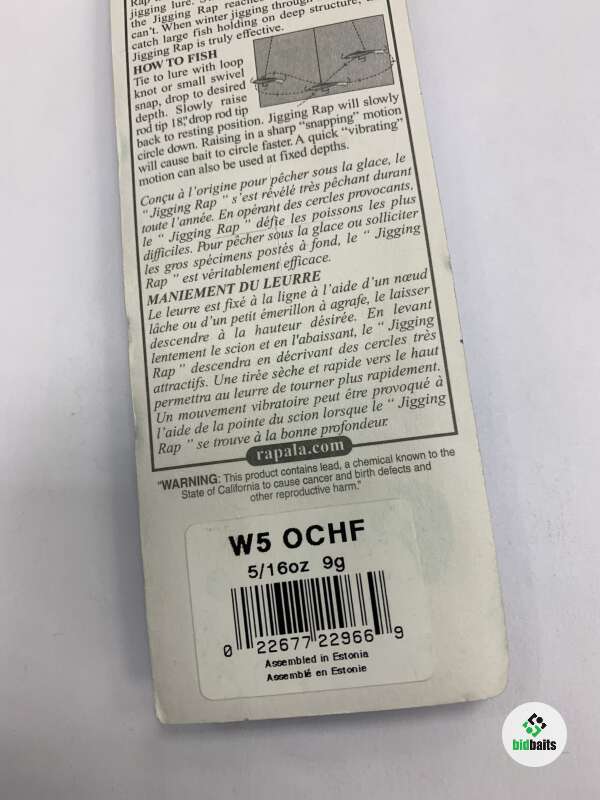 jigging lure. S
the Jigging Rap reaches
can't. When winter jigging through
catch large fish holding on deep structure,
Jigging Rap is truly effective.
HOW TO FISH
Tie to lure with loop
knot or small swivel
snap, drop to desired
depth. Slowly raise
rod tip 18", drop rod tip
back to resting position. Jigging Rap will slowly
circle down. Raising in a sharp "snapping" motion
will cause bait to circle faster. A quick "vibrating"
motion can also be used at fixed depths.
Conçu à l'origine pour pêcher sous la glace, le
"Jigging Rap " s'est révélé très pêchant durant
toute l'année. En opérant des cercles provocants,
le " Jigging Rap " défie les poissons les plus
difficiles. Pour pêcher sous la glace ou solliciter
les gros spécimens postés à fond, le " Jigging
Rap " est véritablement efficace.
MANIEMENT DU LEURRE
Le leurre est fixé à la ligne à l'aide d'un nœud
lâche ou d'un petit émerillon à agrafe, le laisser
descendre à la hauteur désirée. En levant
lentement le scion et en l'abaissant, le " Jigging
Rap " descendra en décrivant des cercles très
attractifs. Une tirée sèche et rapide vers le haut
permettra au leurre de tourner plus rapidement.
Un mouvement vibratoire peut être provoqué à
l'aide de la pointe du scion lorsque le " Jigging
Rap " se trouve à la bonne profondeur.
rapala.com
"WARNING: This product contains lead, a chemical known to the
State of California to cause cancer and birth defects and
other reproductive harm."
W5 OCHF
5/16oz 9g
0 22677 22966 9
Assembled in Estonia
Assemblé en Estonie
bidbaits